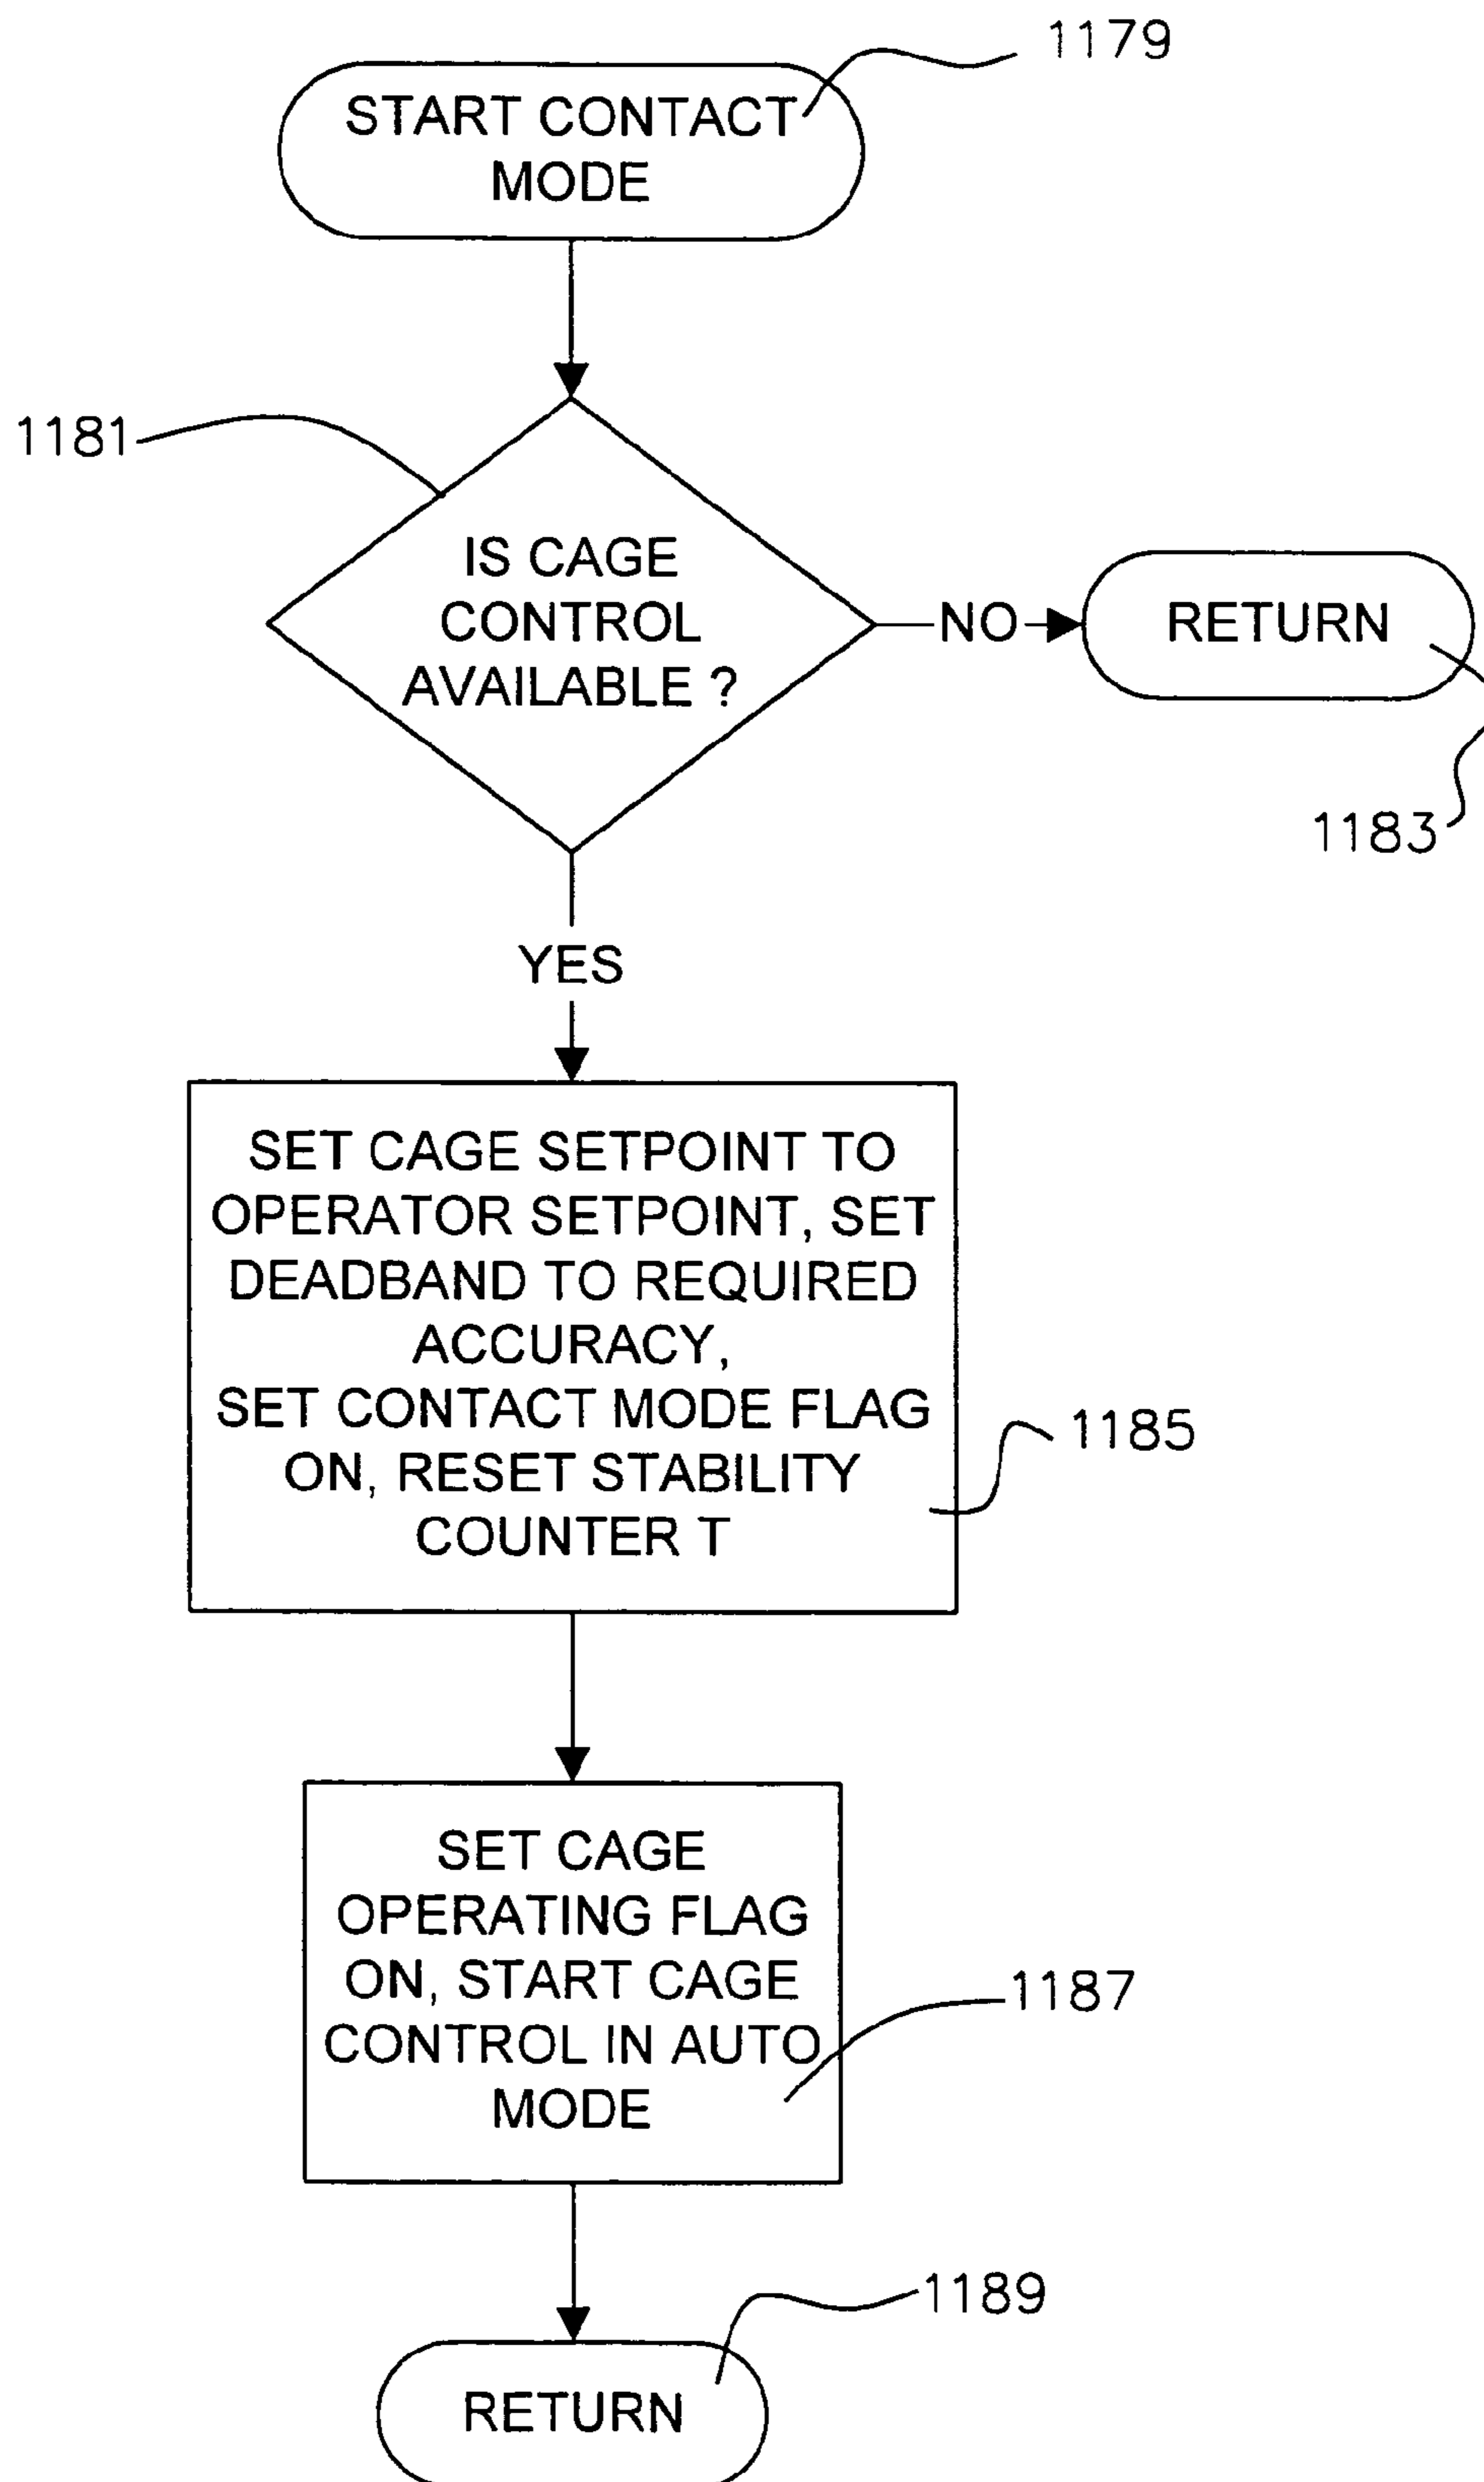 1179
START CONTACT
MODE
1181
IS CAGE
CONTROL
AVAILABLE ?
NO
RETURN
1183
YES
SET CAGE SETPOINT TO
OPERATOR SETPOINT, SET
DEADBAND TO REQUIRED
ACCURACY,
SET CONTACT MODE FLAG
ON, RESET STABILITY
COUNTER T
1185
SET CAGE
OPERATING FLAG
ON, START CAGE
CONTROL IN AUTO
MODE
1187
1189
RETURN